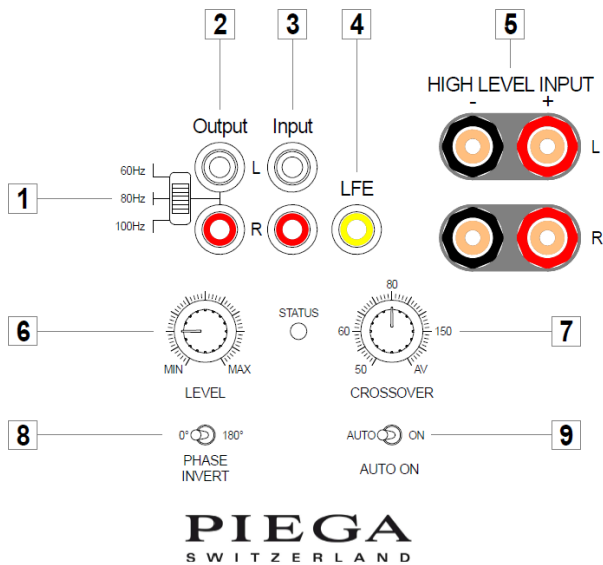 2 3 4 5
HIGH LEVEL INPUT
- +
Output Input
60Hz
L
L
LFE
1
80Hz
100Hz
R
R
80
STATUS
6
60
150
7
MIN MAX
50 AV
LEVEL
CROSSOVER
8
0° 180°
AUTO ON
9
PHASE
INVERT
AUTO ON
PIEGA
SWITZERLAND